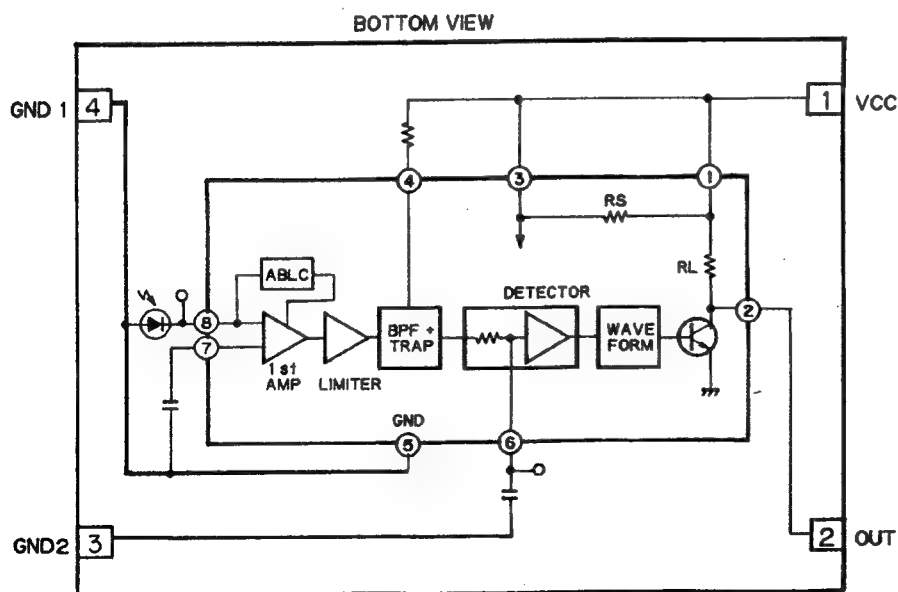 BOTTOM VIEW
GND 1
4
1
VCC
4
3
1
RS
RL
ABLC
DETECTOR
8
2
7
1st
AMP
LIMITER
BPF +
TRAP
WAVE
FORM
GND
5
6
GND2
3
2
OUT